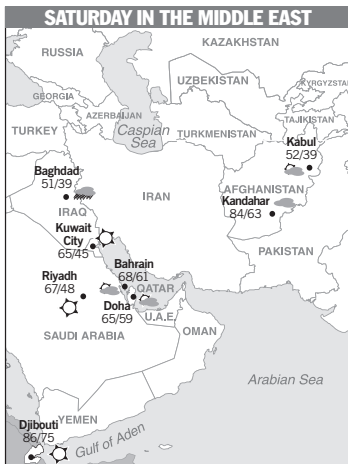 SATURDAY IN THE MIDDLE EAST
RUSSIA
KAZAKHSTAN
GEORGIA
UZBEKISTAN
KYRGYZSTAN
AZERBAIJAN
TAJIKISTAN
TURKEY
Caspian
Sea
TURKMENISTAN
Kabul
52/39
Baghdad
51/39
IRAN
AFGHANISTAN
Kandahar
84/63
IRAQ
Kuwait
City
65/45
PAKISTAN
Riyadh
67/48
Bahrain
68/61
QATAR
Doha
65/59
U.A.E.
SAUDI ARABIA
OMAN
Arabian Sea
YEMEN
Djibouti
86/75
Gulf of Aden